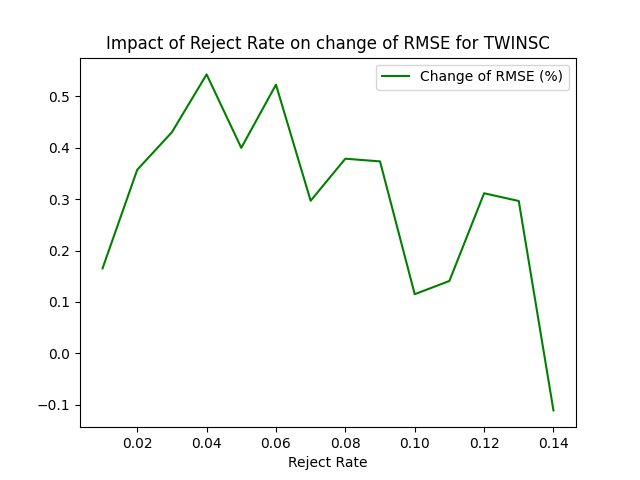 Impact of Reject Rate on change of RMSE for TWINSC
Change of RMSE (%)
0.5
0.4
0.3
0.2
0.1
0.0
−0.1
0.02 0.04 0.06 0.08 0.10 0.12 0.14
Reject Rate